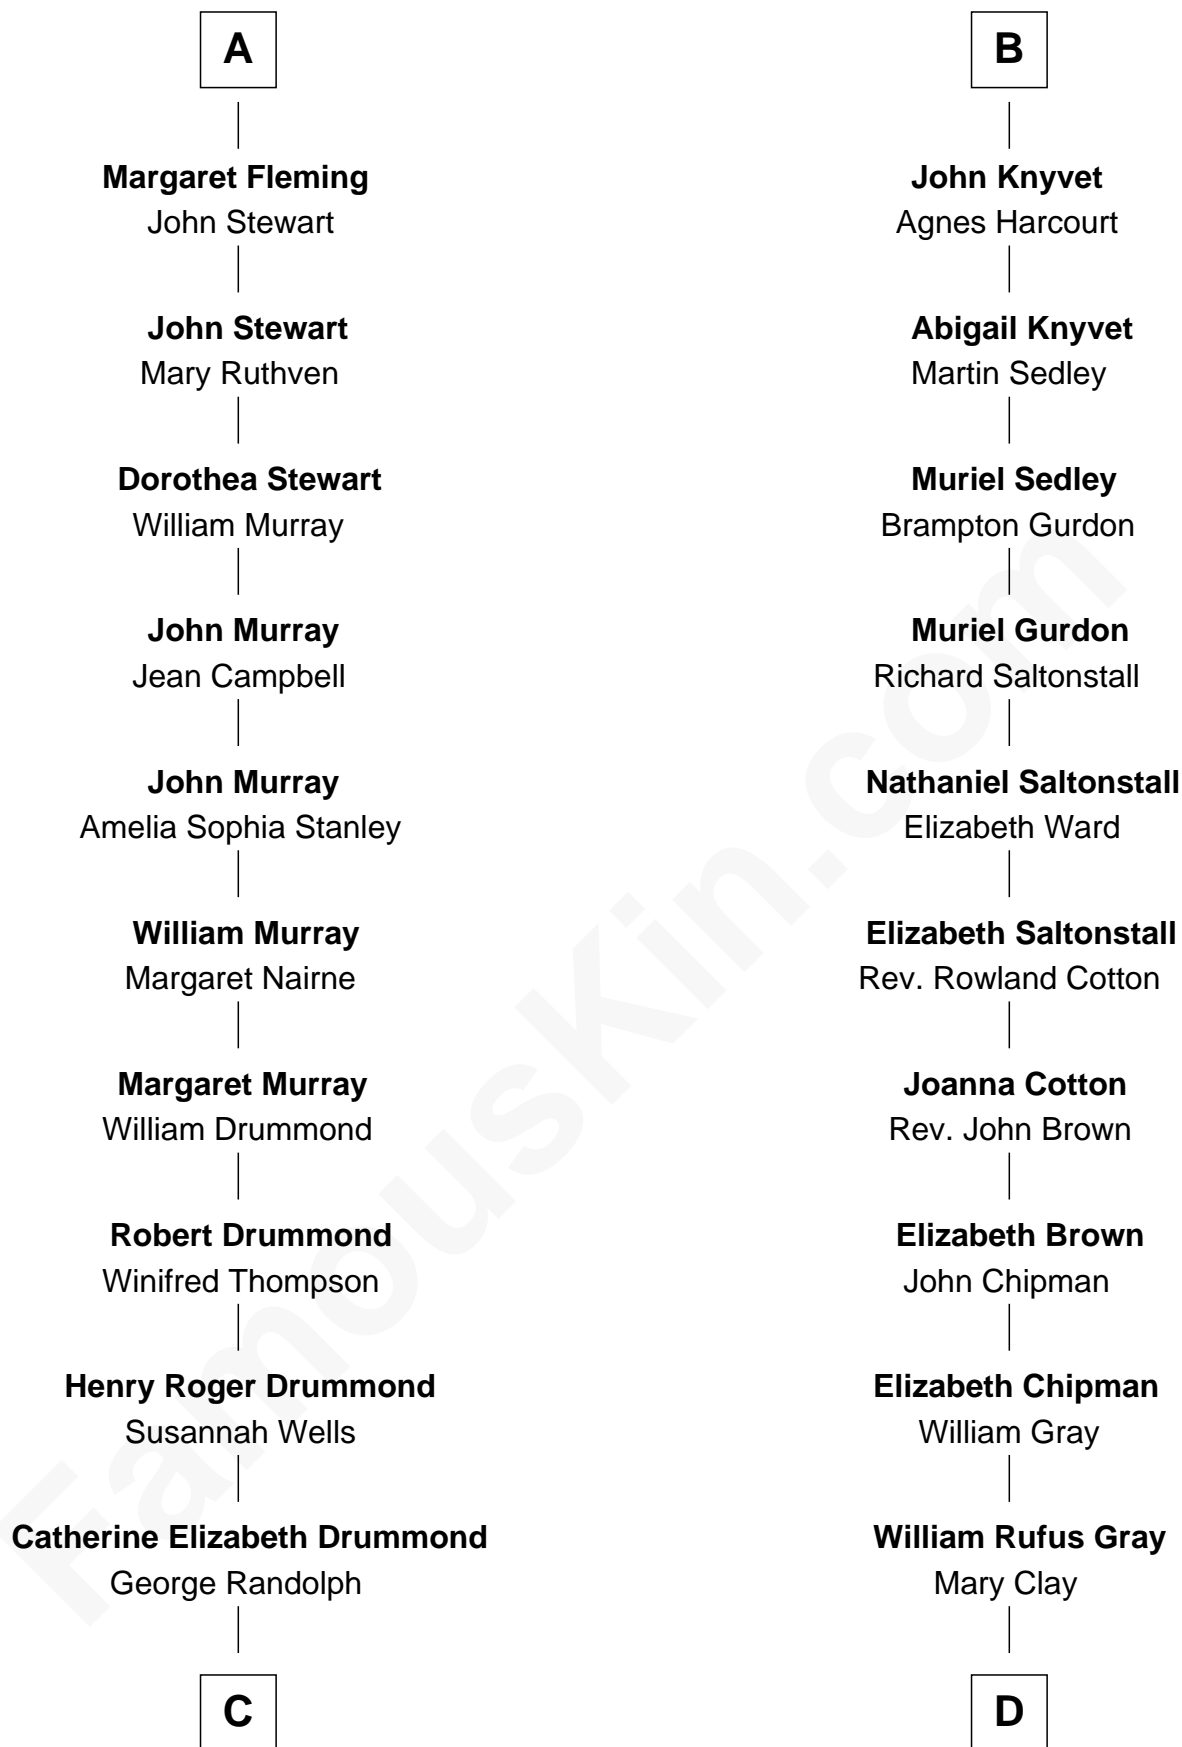 A
Margaret Fleming
John Stewart
John Stewart
Mary Ruthven
Dorothea Stewart
William Murray
John Murray
Jean Campbell
John Murray
Amelia Sophia Stanley
William Murray
Margaret Nairne
Margaret Murray
William Drummond
Robert Drummond
Winifred Thompson
Henry Roger Drummond
Susannah Wells
Catherine Elizabeth Drummond
George Randolph
C
B
John Knyvet
Agnes Harcourt
Abigail Knyvet
Martin Sedley
Muriel Sedley
Brampton Gurdon
Muriel Gurdon
Richard Saltonstall
Nathaniel Saltonstall
Elizabeth Ward
Elizabeth Saltonstall
Rev. Rowland Cotton
Joanna Cotton
Rev. John Brown
Elizabeth Brown
John Chipman
Elizabeth Chipman
William Gray
William Rufus Gray
Mary Clay
D
FamousKin.com